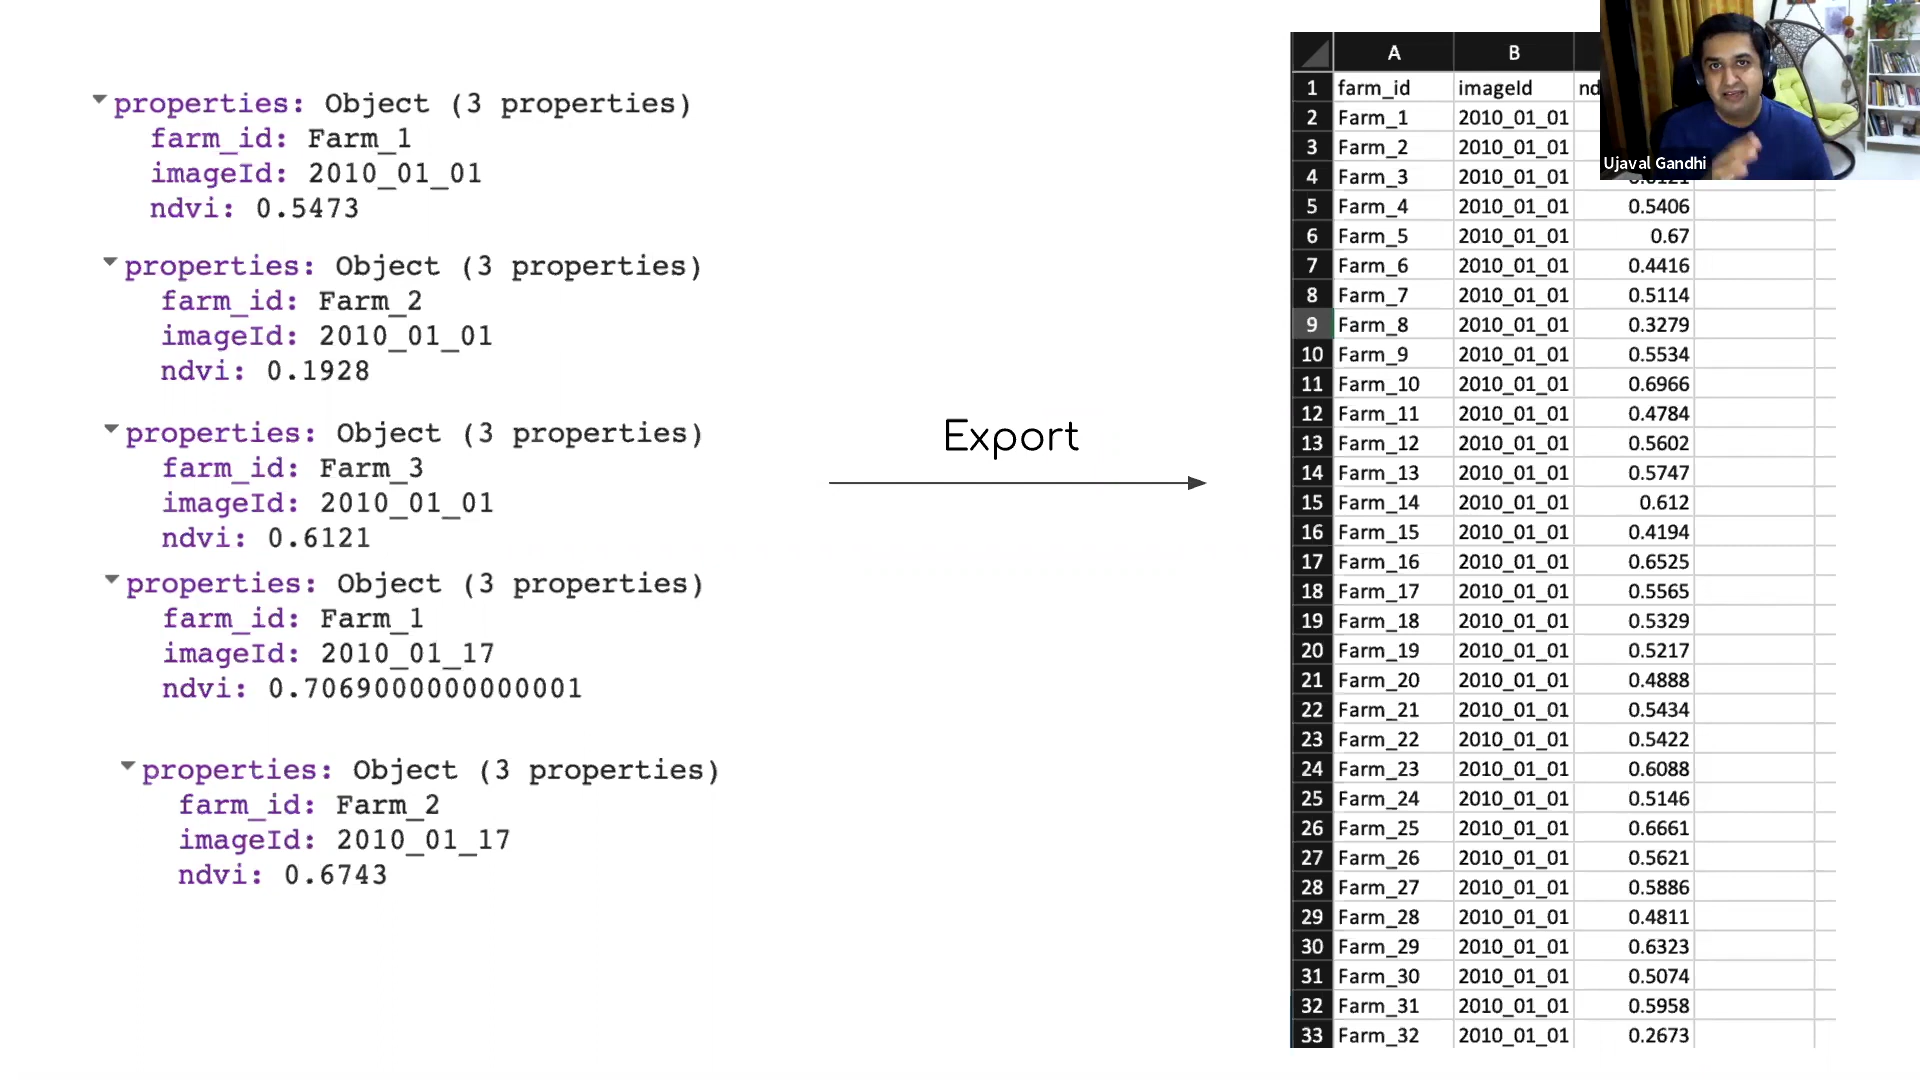 properties: Object (3 properties)
farm_id: Farm_1
imageId: 2010_01_01
ndvi: 0.5473
properties: Object (3 properties)
farm_id: Farm_2
imageId: 2010_01_01
ndvi: 0.1928
properties: Object (3 properties)
farm_id: Farm_3
imageId: 2010_01_01
ndvi: 0.6121
properties: Object (3 properties)
farm_id: Farm_1
imageId: 2010_01_17
ndvi: 0.7069000000000001
properties: Object (3 properties)
farm_id: Farm_2
imageId: 2010_01_17
ndvi: 0.6743
Export
A B
1 farm_id imageId nd
2 Farm_1 2010_01_01
3 Farm_2 2010_01_01
4 Farm_3 2010_01_01
5 Farm_4 2010_01_01 0.5406
6 Farm_5 2010_01_01 0.67
7 Farm_6 2010_01_01 0.4416
8 Farm_7 2010_01_01 0.5114
9 Farm_8 2010_01_01 0.3279
10 Farm_9 2010_01_01 0.5534
11 Farm_10 2010_01_01 0.6966
12 Farm_11 2010_01_01 0.4784
13 Farm_12 2010_01_01 0.5602
14 Farm_13 2010_01_01 0.5747
15 Farm_14 2010_01_01 0.612
16 Farm_15 2010_01_01 0.4194
17 Farm_16 2010_01_01 0.6525
18 Farm_17 2010_01_01 0.5565
19 Farm_18 2010_01_01 0.5329
20 Farm_19 2010_01_01 0.5217
21 Farm_20 2010_01_01 0.4888
22 Farm_21 2010_01_01 0.5434
23 Farm_22 2010_01_01 0.5422
24 Farm_23 2010_01_01 0.6088
25 Farm_24 2010_01_01 0.5146
26 Farm_25 2010_01_01 0.6661
27 Farm_26 2010_01_01 0.5621
28 Farm_27 2010_01_01 0.5886
29 Farm_28 2010_01_01 0.4811
30 Farm_29 2010_01_01 0.6323
31 Farm_30 2010_01_01 0.5074
32 Farm_31 2010_01_01 0.5958
33 Farm_32 2010_01_01 0.2673
Ujaval Gandhi